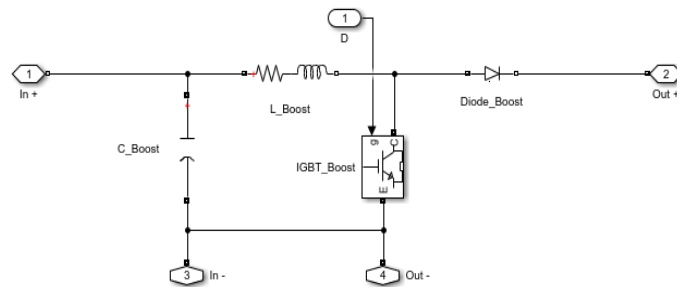 1
D
1
In +
L_Boost
Diode_Boost
2
Out +
C_Boost
IGBT_Boost
g
C
E
3
In -
4
Out -